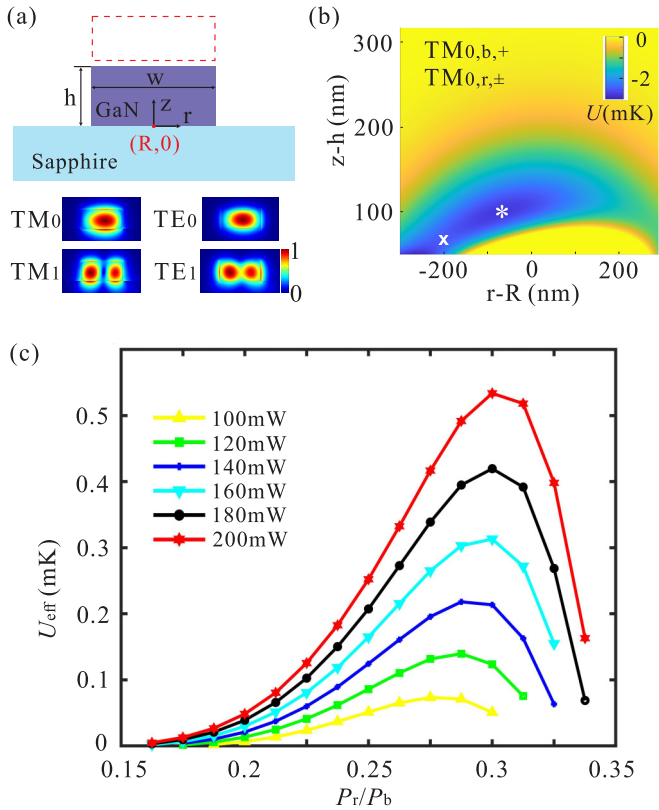 (a)
w
h
GaN
z
r
(R,0)
Sapphire
TM0
TE0
TM1
TE1
1
0
(b)
TM0,b,+
TM0,r,±
0
-2
U(mK)
z-h (nm)
300
200
100
-200
0
200
r-R (nm)
*
x
(c)
Ueff (mK)
0.5
0.4
0.3
0.2
0.1
0
100mW
120mW
140mW
160mW
180mW
200mW
0.15
0.2
0.25
0.3
0.35
Pr/Pb